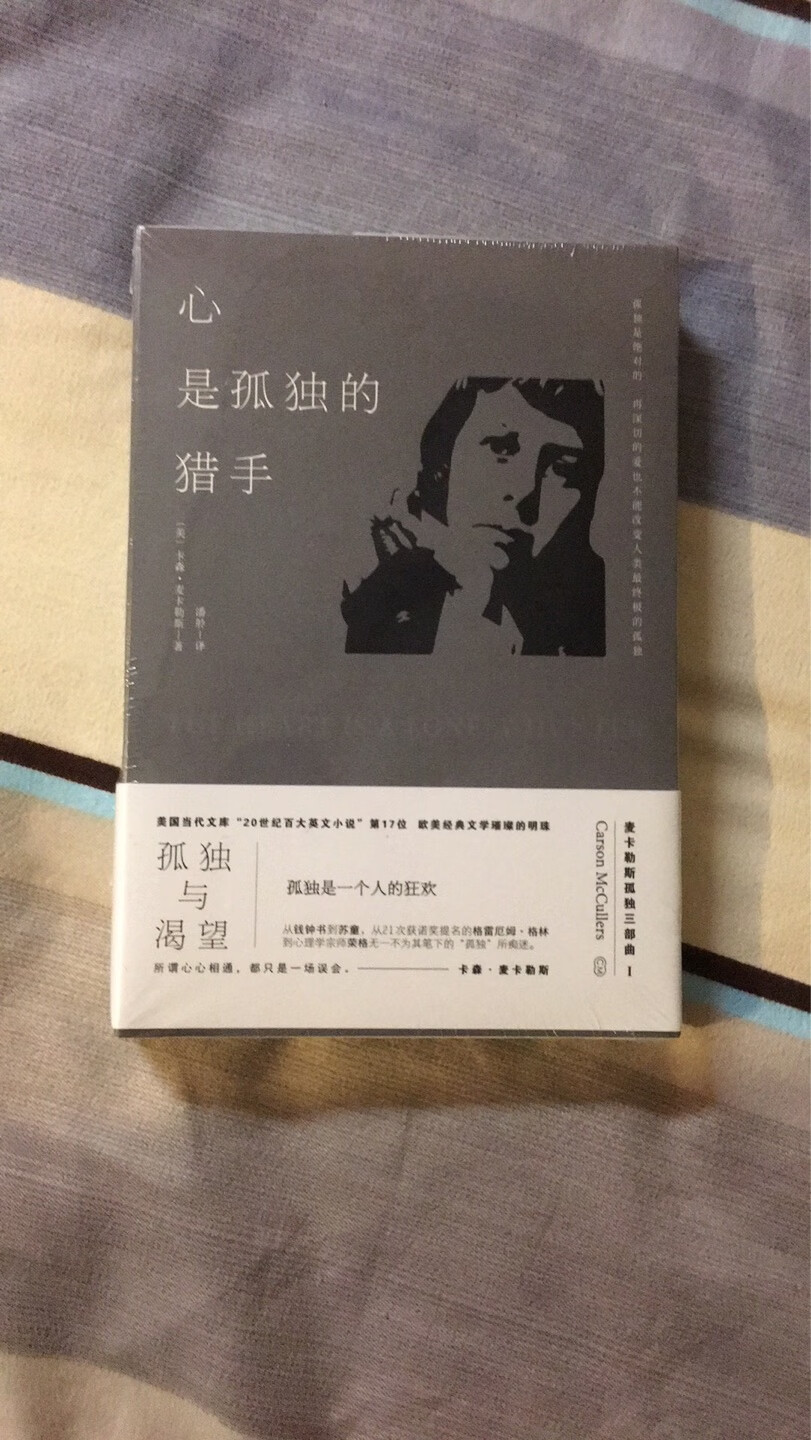 心
是孤独的
猎手
孤独是绝对的 再深切的爱也不能改变人类最终极的孤独
[美] 卡森·麦卡勒斯—著
潘—译
THE HEART IS A LONELY HUNTER
美国当代文库“20世纪百大英文小说”第17位 欧美经典文学璀璨的明珠
孤独
与
渴望
孤独是一个人的狂欢
从钱钟书到苏童，从21次获诺奖提名的格雷厄姆·格林
到心理学宗师荣格无一不为其笔下的“孤独”所痴迷。
所谓心心相通，都只是一场误会。——卡森·麦卡勒斯
麦卡勒斯孤独三部曲 I
Carson McCullers